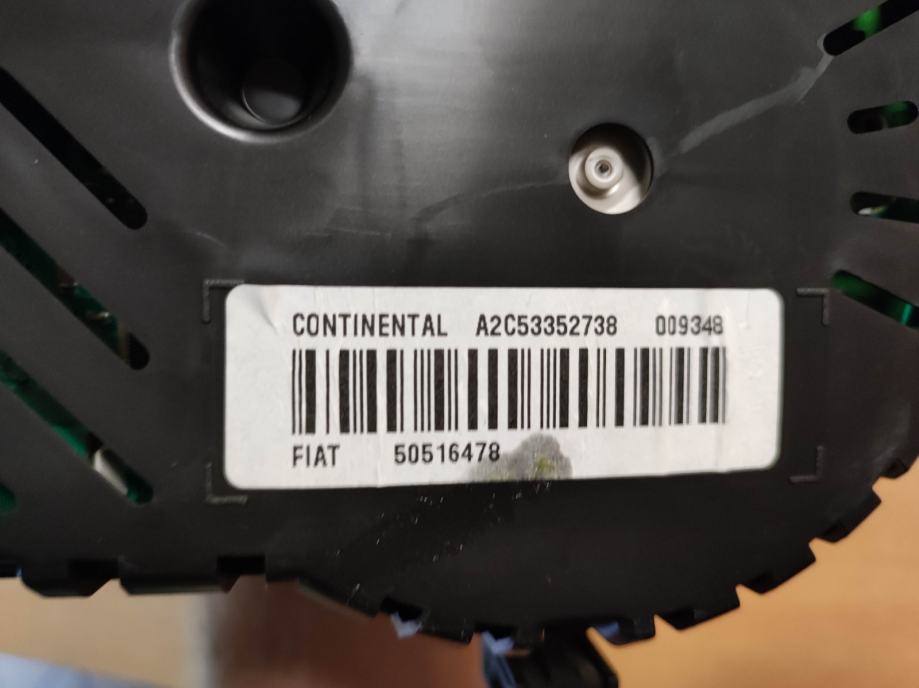 CONTINENTAL A2C53352738 009348
FIAT 50516478